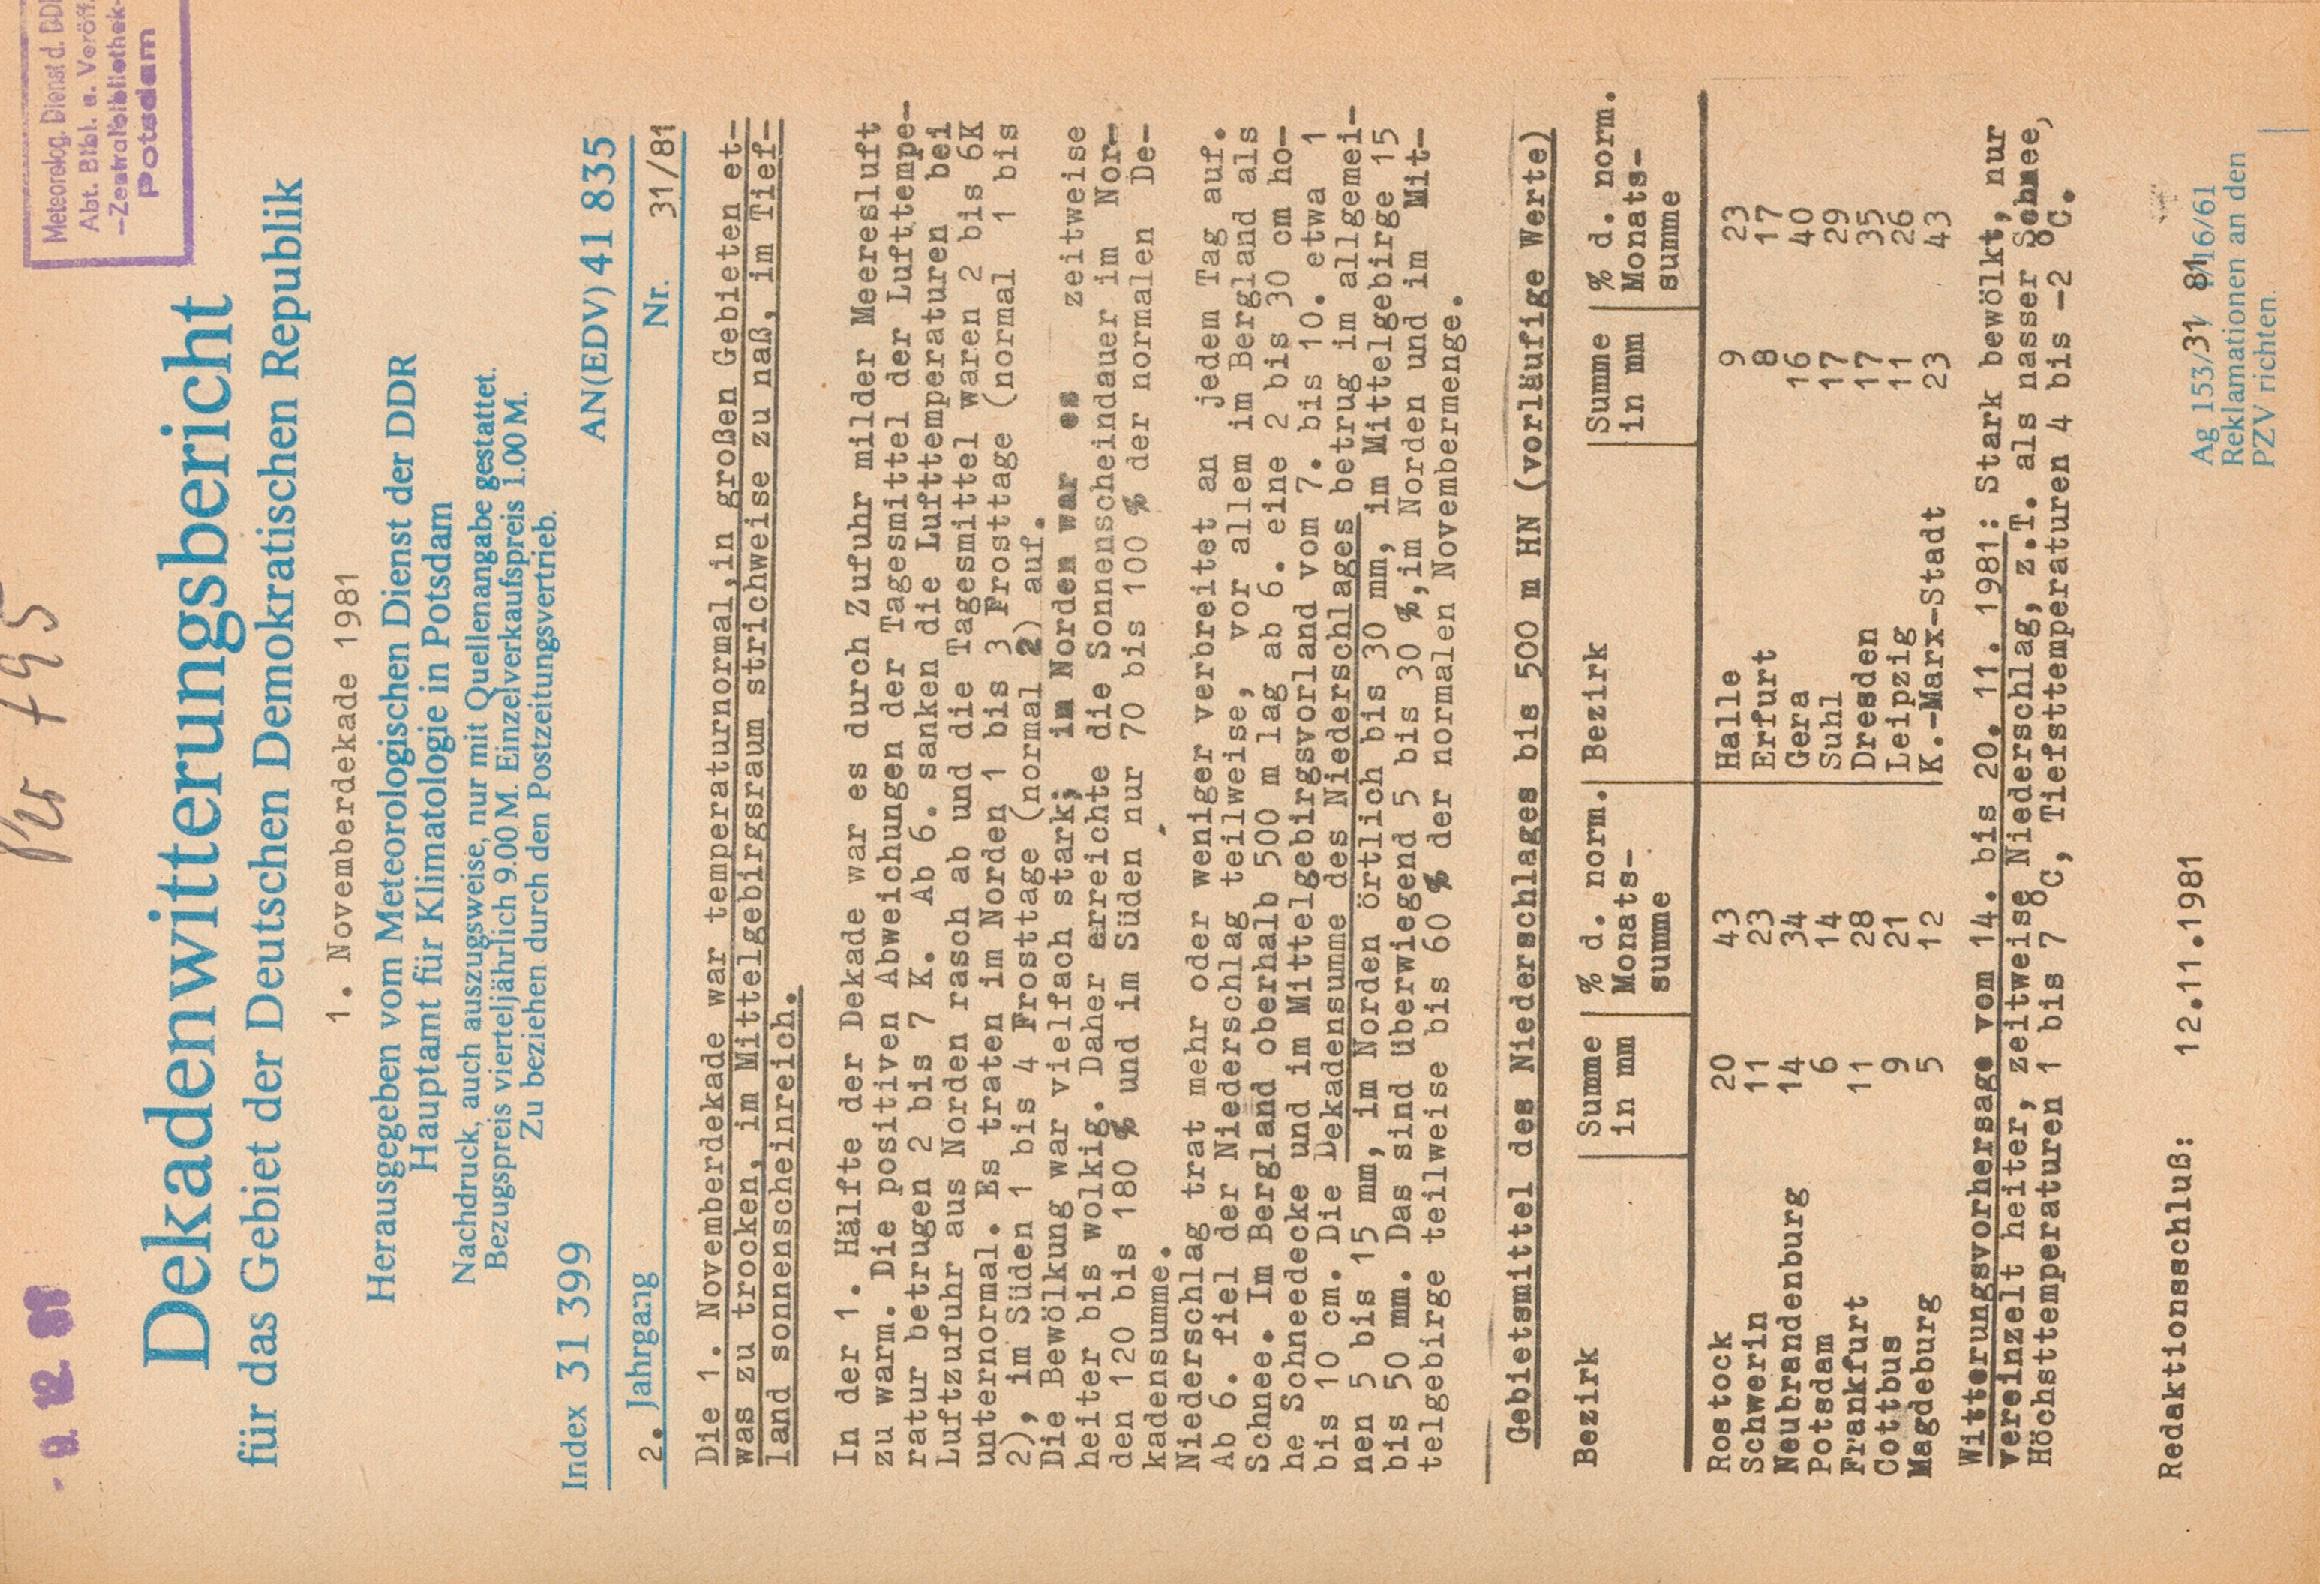 - 9. 12. 81
Meteorolog. Dienst d. DDR
Abt. Bibl. u. Veröff.
-Zentralbibliothek-
Potsdam
Dekadenwitterungsbericht
für das Gebiet der Deutschen Demokratischen Republik
1. Novemberdekade 1981
Herausgegeben vom Meteorologischen Dienst der DDR
Hauptamt für Klimatologie in Potsdam
Nachdruck, auch auszugsweise, nur mit Quellenangabe gestattet.
Bezugspreis vierteljährlich 9.00 M. Einzelverkaufspreis 1.00 M.
Zu beziehen durch den Postzeitungsvertrieb.
Index 31 399 AN(EDV) 41 835
2. Jahrgang Nr. 31/81
Die 1. Novemberdekade war temperaturnormal,in großen Gebieten et-
was zu trocken, im Mittelgebirgsraum strichweise zu naß, im Tief-
land sonnenscheinreich.
In der 1. Hälfte der Dekade war es durch Zufuhr milder Meeresluft
zu warm. Die positiven Abweichungen der Tagesmittel der Lufttempe-
ratur betrugen 2 bis 7 K. Ab 6. sanken die Lufttemperaturen bei
Luftzufuhr aus Norden rasch ab und die Tagesmittel waren 2 bis 6K
unternormal. Es traten im Norden 1 bis 3 Frosttage (normal 1 bis
2), im Süden 1 bis 4 Frosttage (normal 2) auf.
Die Bewölkung war vielfach stark; im Norden war es zeitweise
heiter bis wolkig. Daher erreichte die Sonnenscheindauer im Nor-
den 120 bis 180 % und im Süden nur 70 bis 100 % der normalen De-
kadensumme.
Niederschlag trat mehr oder weniger verbreitet an jedem Tag auf.
Ab 6. fiel der Niederschlag teilweise, vor allem im Bergland als
Schnee. Im Bergland oberhalb 500 m lag ab 6. eine 2 bis 30 cm ho-
he Schneedecke und im Mittelgebirgsvorland vom 7. bis 10. etwa 1
bis 10 cm. Die Dekadensumme des Niederschlages betrug im allgemei-
nen 5 bis 15 mm, im Norden örtlich bis 30 mm, im Mittelgebirge 15
bis 50 mm. Das sind überwiegend 5 bis 30 %,im Norden und im Mit-
telgebirge teilweise bis 60 % der normalen Novembermenge.
Gebietsmittel des Niederschlages bis 500 m HN (vorläufige Werte)
Bezirk Summe % d. norm. Bezirk Summe % d. norm.
in mm Monats- in mm Monats-
summe summe
Rostock 20 43 Halle 9 23
Schwerin 11 23 Erfurt 8 17
Neubrandenburg 14 34 Gera 16 40
Potsdam 6 14 Suhl 17 29
Frankfurt 11 28 Dresden 17 35
Cottbus 9 21 Leipzig 11 26
Magdeburg 5 12 K.-Marx-Stadt 23 43
Witterungsvorhersage vom 14. bis 20. 11. 1981: Stark bewölkt, nur
vereinzelt heiter, zeitweise Niederschlag, z.T. als nasser Schnee,
Höchsttemperaturen 1 bis 7 °C, Tiefsttemperaturen 4 bis -2 °C.
Redaktionsschluß: 12.11.1981
Ag 153/31 81/16/61
Reklamationen an den
PZV richten.